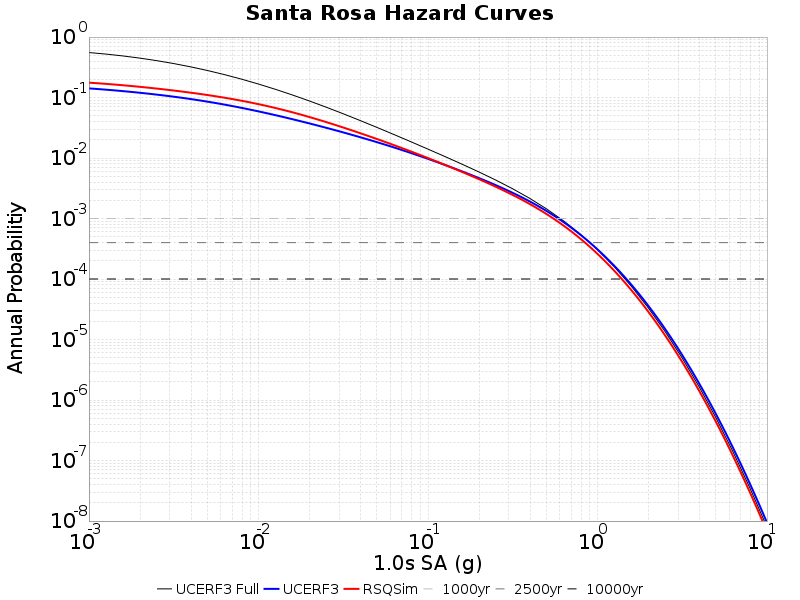 Santa Rosa Hazard Curves
10^0
10^-1
10^-2
10^-3
10^-4
10^-5
10^-6
10^-7
10^-8
Annual Probabilitiy
10^-3 10^-2 10^-1 10^0 10^1
1.0s SA (g)
UCERF3 Full UCERF3 RSQSim 1000yr 2500yr 10000yr